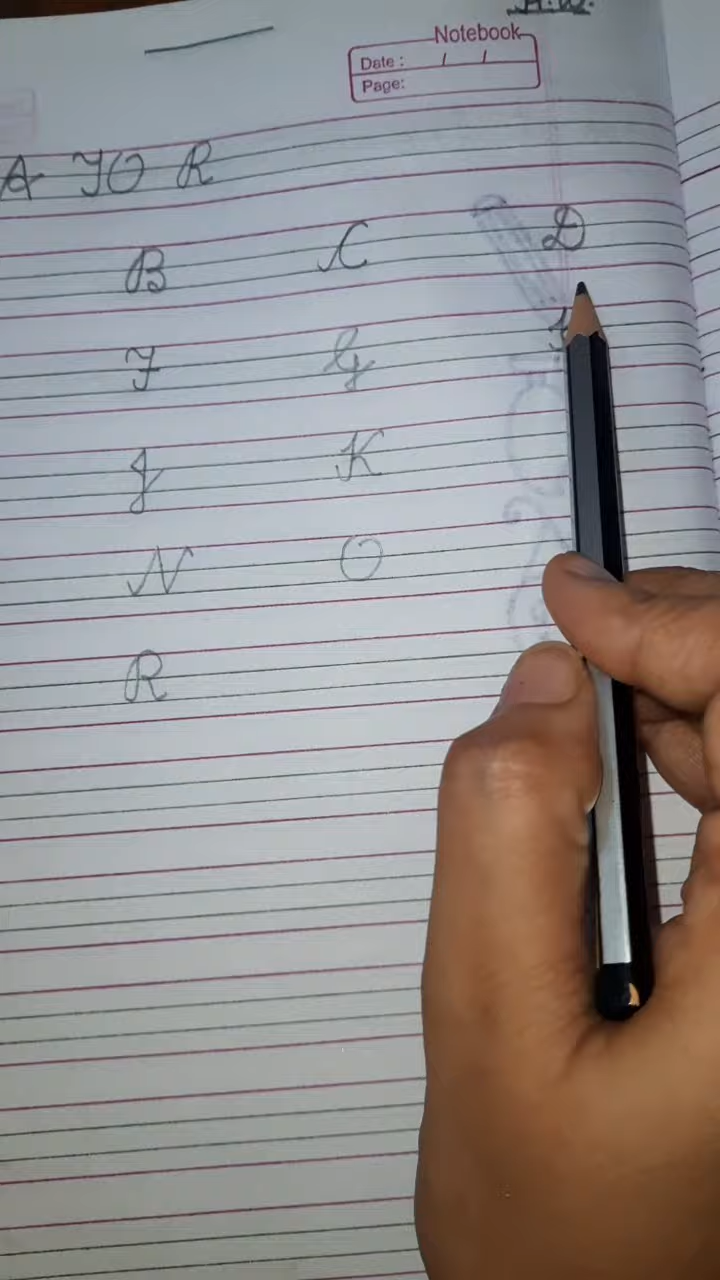 H.W.
Notebook
Date : / /
Page:
A TO R
B C D
F G
J K
N O
R